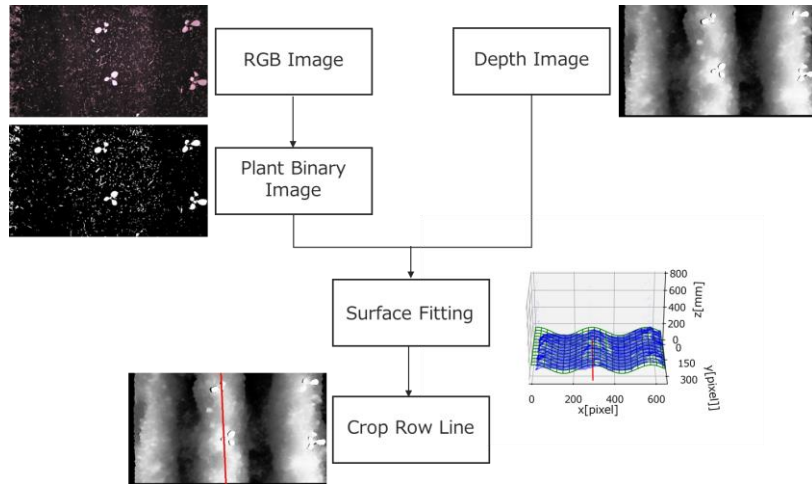 RGB Image
Depth Image
Plant Binary
Image
Surface Fitting
Crop Row Line
800
600
400
200
0
z[mm]
0
150
300
y[pixel]]
0
200
400
600
x[pixel]